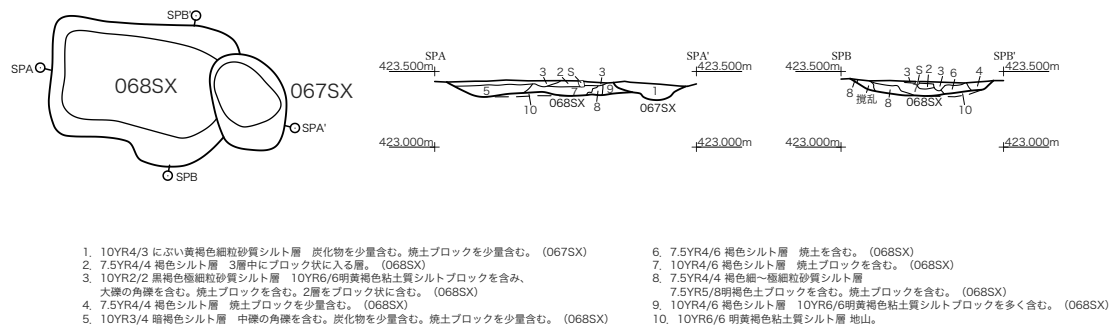 SPB'
SPA
068SX
067SX
SPA'
SPB
SPA SPA'
423.500m 423.500m
3 2 S 3
5 7 9 1
10 068SX 8 067SX
423.000m 423.000m
SPB SPB'
423.500m 423.500m
3 S 2 3 6 4
7
8 撹乱 8 068SX 10
423.000m 423.000m
1. 10YR4/3 にぶい黄褐色細粒砂質シルト層 炭化物を少量含む。焼土ブロックを少量含む。(067SX)
2. 7.5YR4/4 褐色シルト層 3層中にブロック状に入る層。(068SX)
3. 10YR2/2 黒褐色極細粒砂質シルト層 10YR6/6明黄褐色粘土質シルトブロックを含み、
大礫の角礫を含む。焼土ブロックを含む。2層をブロック状に含む。(068SX)
4. 7.5YR4/4 褐色シルト層 焼土ブロックを少量含む。(068SX)
5. 10YR3/4 暗褐色シルト層 中礫の角礫を含む。炭化物を少量含む。焼土ブロックを少量含む。(068SX)
6. 7.5YR4/6 褐色シルト層 焼土を含む。(068SX)
7. 10YR4/6 褐色シルト層 焼土ブロックを含む。(068SX)
8. 7.5YR4/4 褐色細〜極細粒砂質シルト層
7.5YR5/8明褐色土ブロックを含む。焼土ブロックを含む。(068SX)
9. 10YR4/6 褐色シルト層 10YR6/6明黄褐色粘土質シルトブロックを多く含む。(068SX)
10. 10YR6/6 明黄褐色粘土質シルト層 地山。